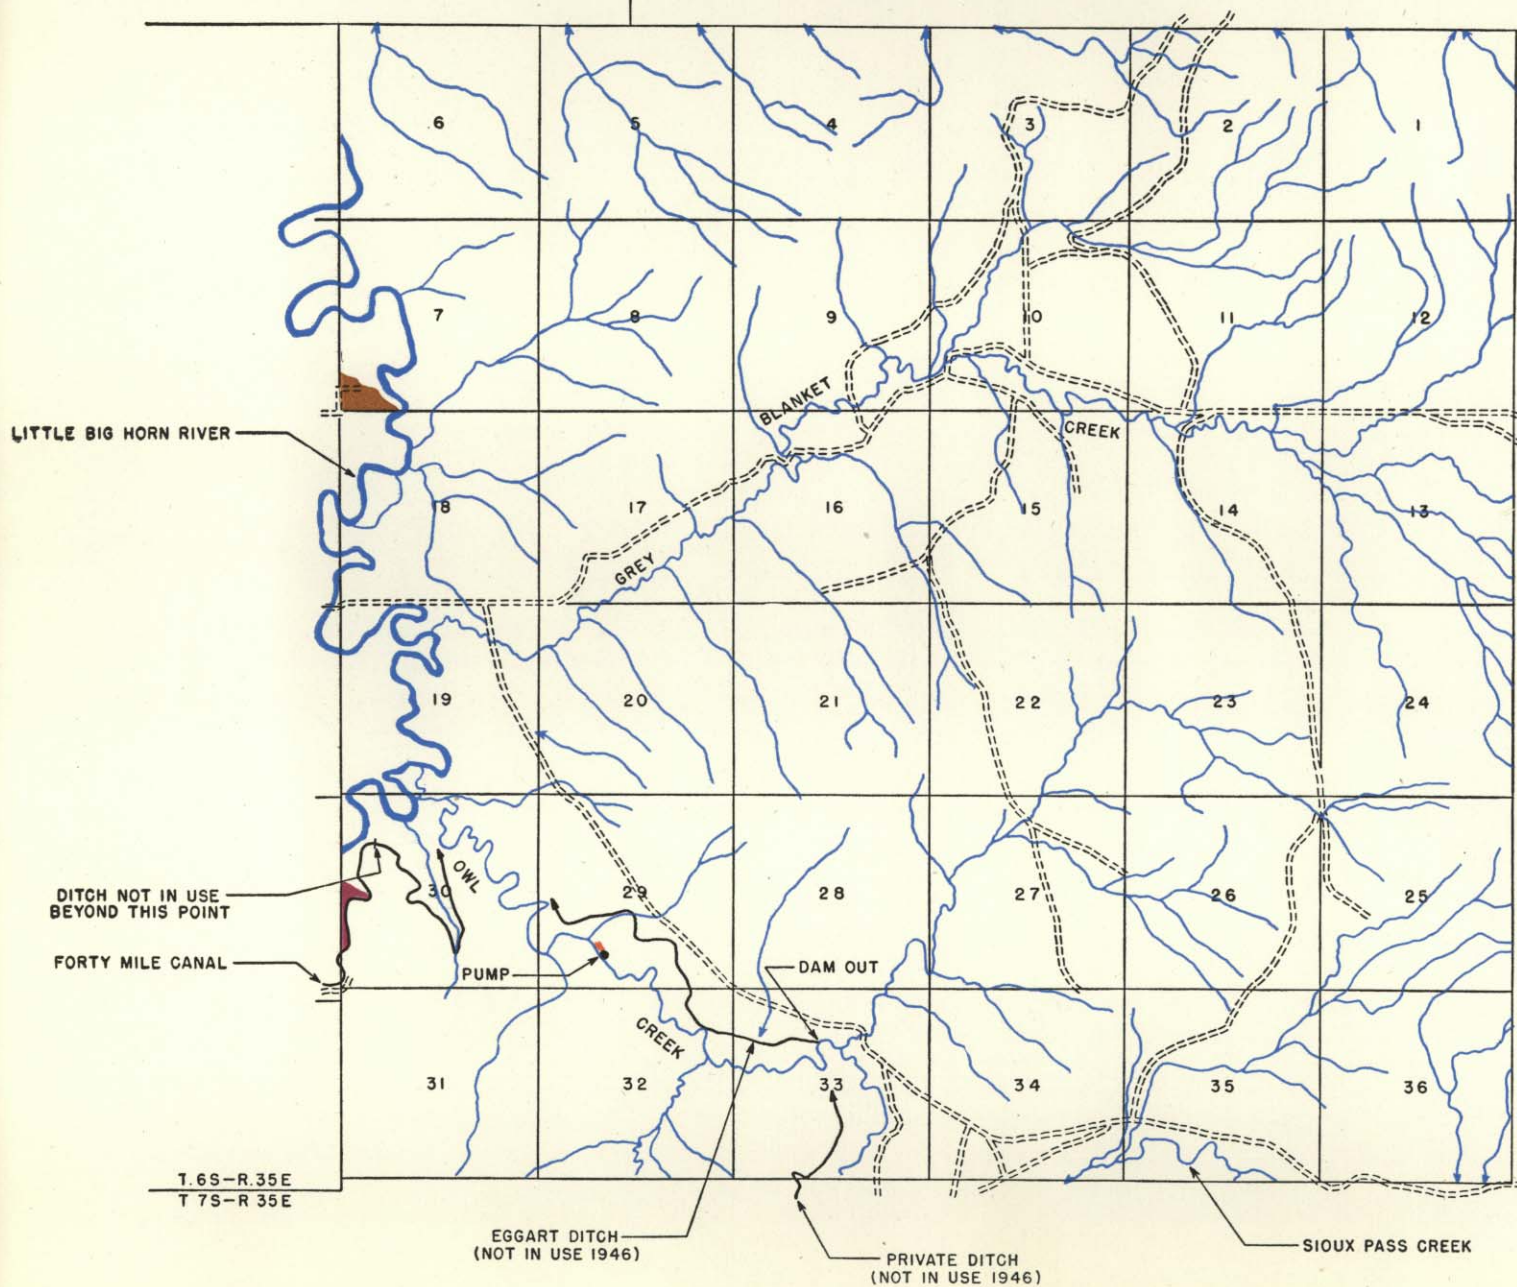 6 5 4 3 2 1
7 8 9 10 11 12
BLANKET
LITTLE BIG HORN RIVER
CREEK
18 17 16 15 14 13
GREY
19 20 21 22 23 24
OWL
30 29 28 27 26 25
DITCH NOT IN USE
BEYOND THIS POINT
FORTY MILE CANAL
PUMP
DAM OUT
CREEK
31 32 33 34 35 36
T.6S-R.35E
T 7S-R 35E
EGGART DITCH
(NOT IN USE 1946)
PRIVATE DITCH
(NOT IN USE 1946)
SIOUX PASS CREEK